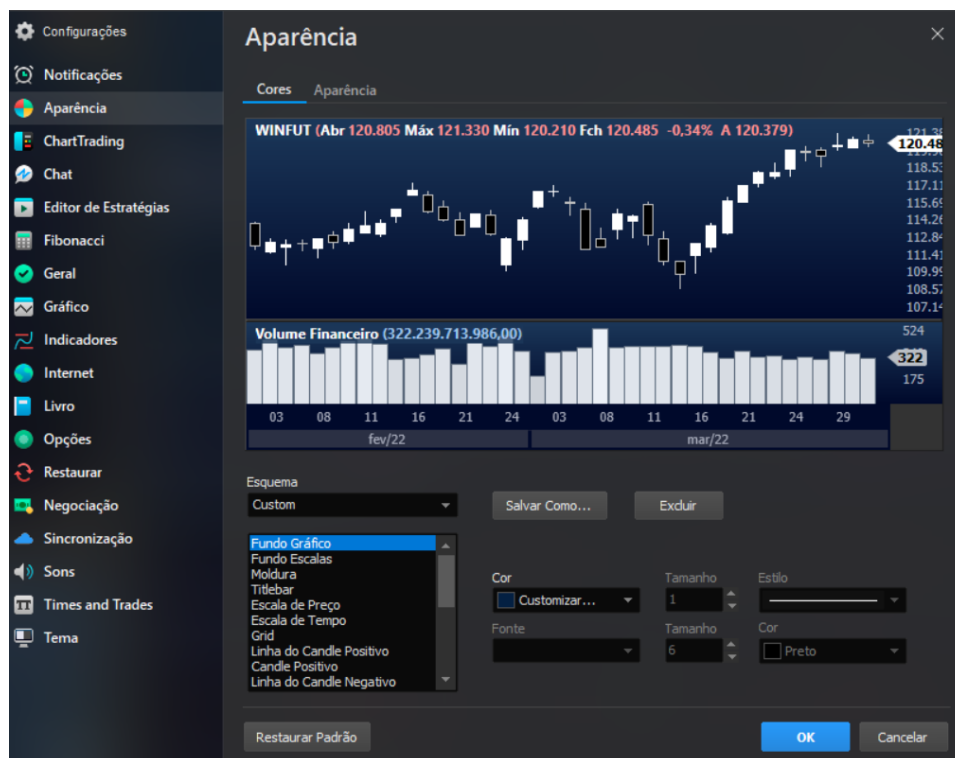 Configurações
Notificações
Aparência
ChartTrading
Chat
Editor de Estratégias
Fibonacci
Geral
Gráfico
Indicadores
Internet
Livro
Opções
Restaurar
Negociação
Sincronização
Sons
Times and Trades
Tema
Aparência
Cores Aparência
WINFUT (Abr 120.805 Máx 121.330 Mín 120.210 Fch 120.485 -0,34% A 120.379)
120.48
118.53
117.11
115.69
114.26
112.84
111.41
109.99
108.57
107.14
Volume Financeiro (322.239.713.986,00)
524
322
175
03 08 11 16 21 24 03 08 11 16 21 24 29
fev/22 mar/22
Esquema
Custom Salvar Como... Excluir
Fundo Gráfico
Fundo Escalas
Moldura
Titlebar
Escala de Preço
Escala de Tempo
Grid
Linha do Candle Positivo
Candle Positivo
Linha do Candle Negativo
Cor Tamanho Estilo
Customizar... 1
Fonte Tamanho Cor
6 Preto
Restaurar Padrão OK Cancelar